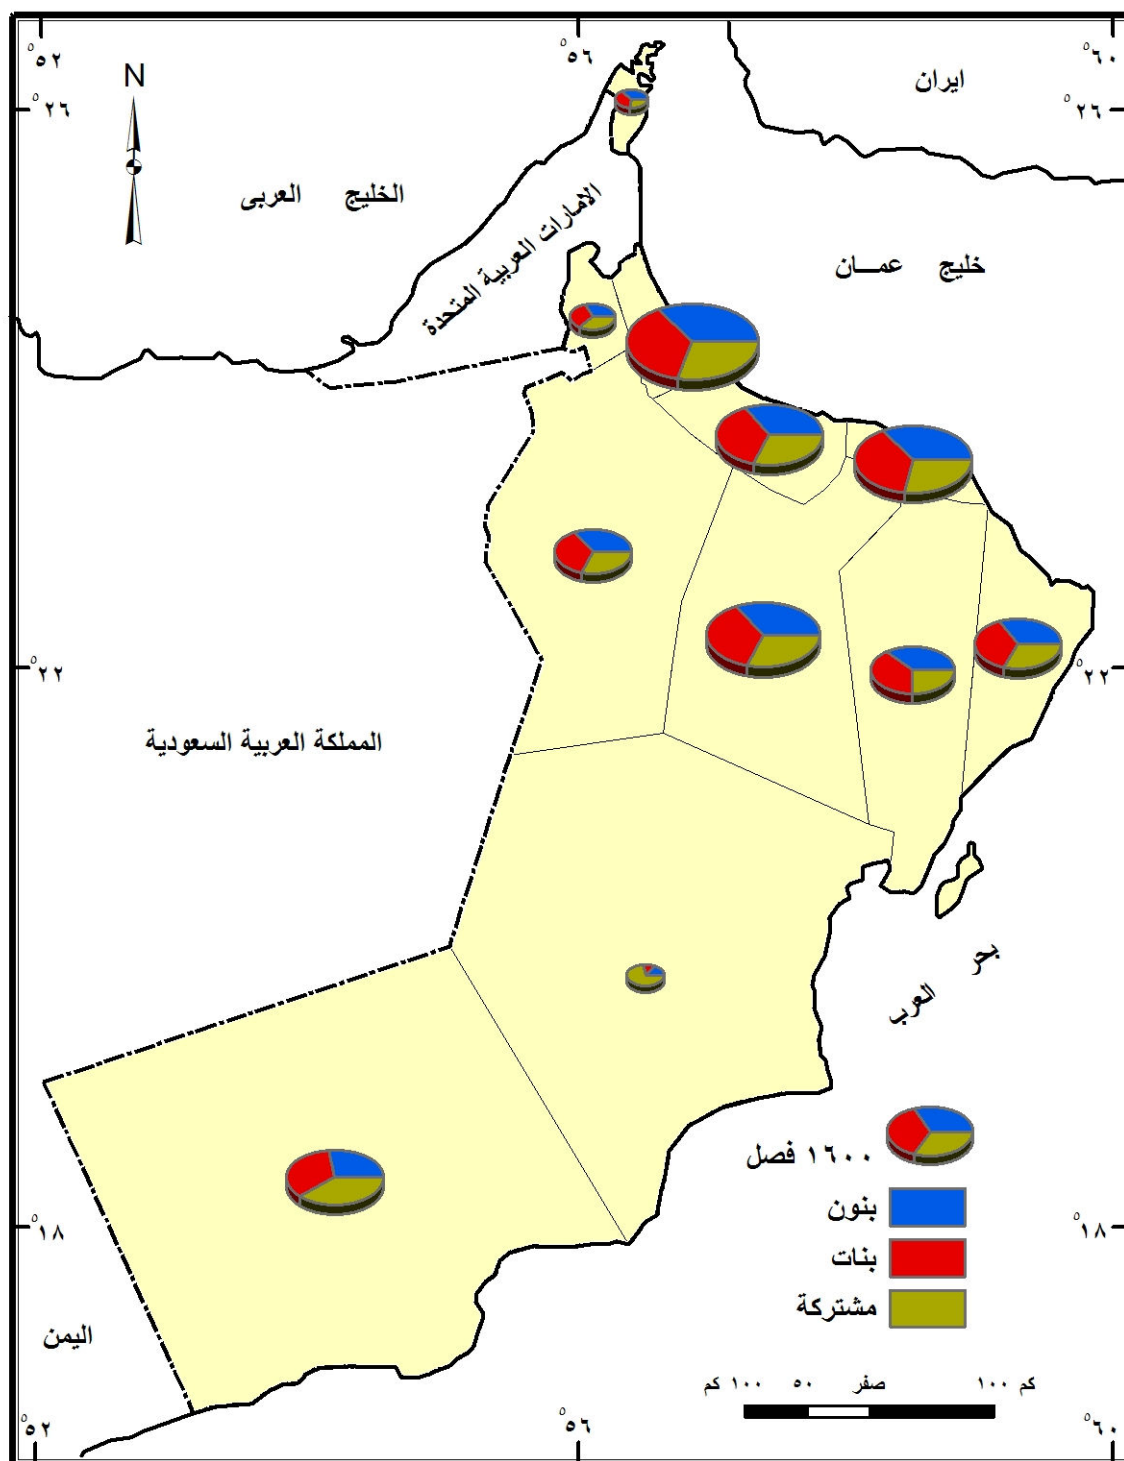 °٥٢
°٥٦
°٦٠
N
ايران
°٢٦
°٢٦
الخليج العربى
الامارات العربية المتحدة
خليج عمـــان
°٢٢
°٢٢
المملكة العربية السعودية
بحر العرب
١٦٠٠ فصل
بنون
°١٨
°١٨
بنات
مشتركة
اليمن
كم ١٠٠ ٥٠ صفر ١٠٠ كم
°٥٢
°٥٦
°٦٠